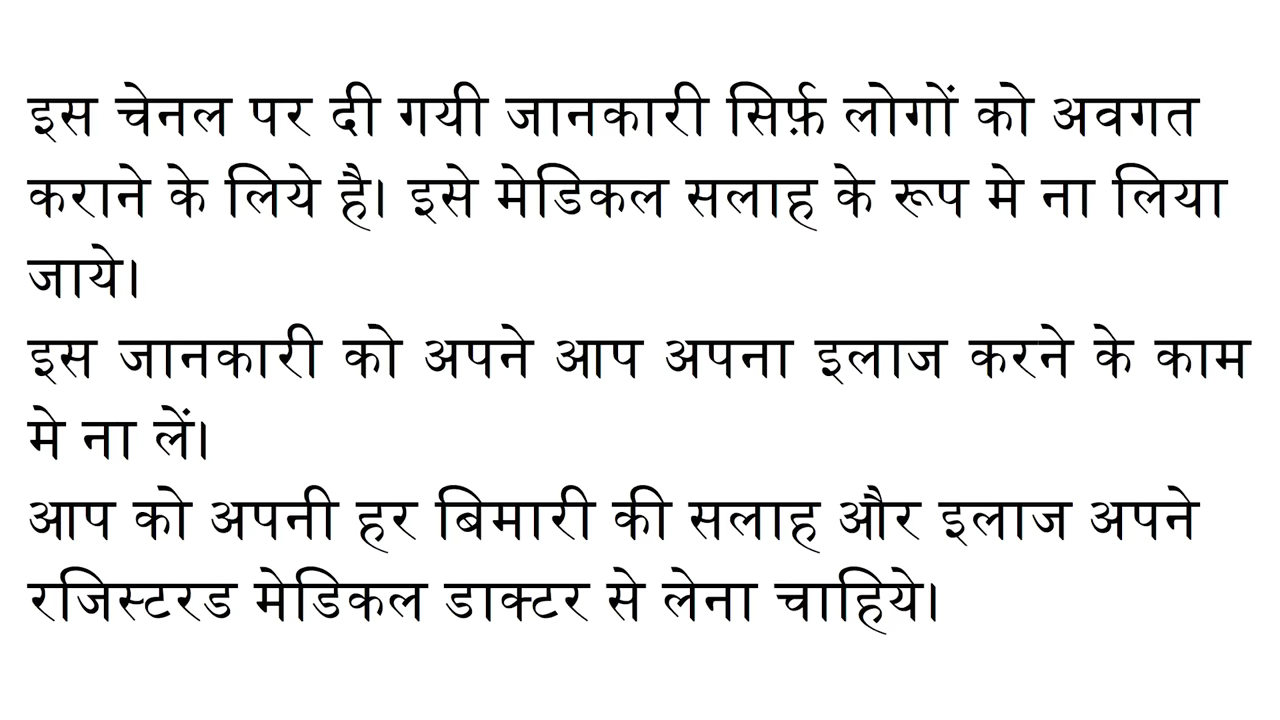 इस चेनल पर दी गयी जानकारी सिर्फ़ लोगों को अवगत
कराने के लिये है। इसे मेडिकल सलाह के रूप मे ना लिया
जाये।
इस जानकारी को अपने आप अपना इलाज करने के काम
मे ना लें।
आप को अपनी हर बिमारी की सलाह और इलाज अपने
रजिस्टरड मेडिकल डाक्टर से लेना चाहिये।